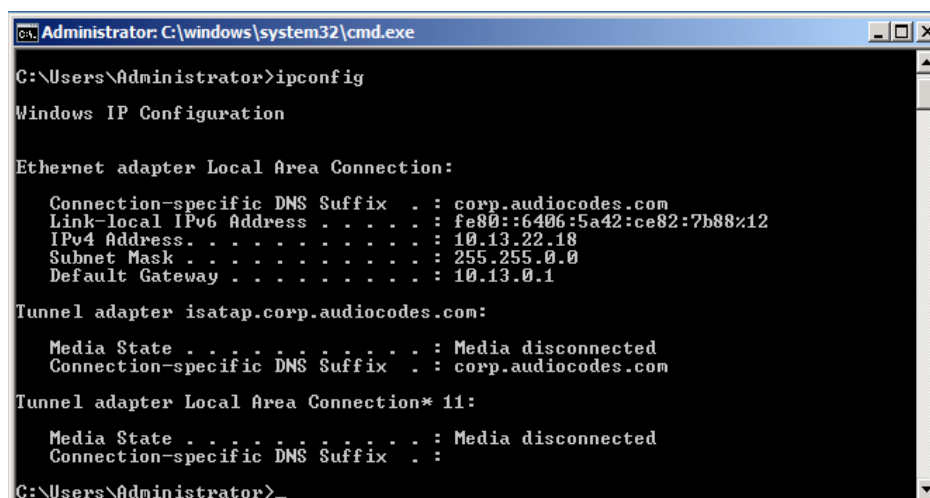 Administrator: C:\windows\system32\cmd.exe
C:\Users\Administrator>ipconfig
Windows IP Configuration
Ethernet adapter Local Area Connection:
Connection-specific DNS Suffix . : corp.audiocodes.com
Link-local IPv6 Address . . . . . : fe80::6406:5a42:ce82:7b88%12
IPv4 Address. . . . . . . . . . . : 10.13.22.18
Subnet Mask . . . . . . . . . . . : 255.255.0.0
Default Gateway . . . . . . . . . : 10.13.0.1
Tunnel adapter isatap.corp.audiocodes.com:
Media State . . . . . . . . . . . : Media disconnected
Connection-specific DNS Suffix . : corp.audiocodes.com
Tunnel adapter Local Area Connection* 11:
Media State . . . . . . . . . . . : Media disconnected
Connection-specific DNS Suffix . :
C:\Users\Administrator>_